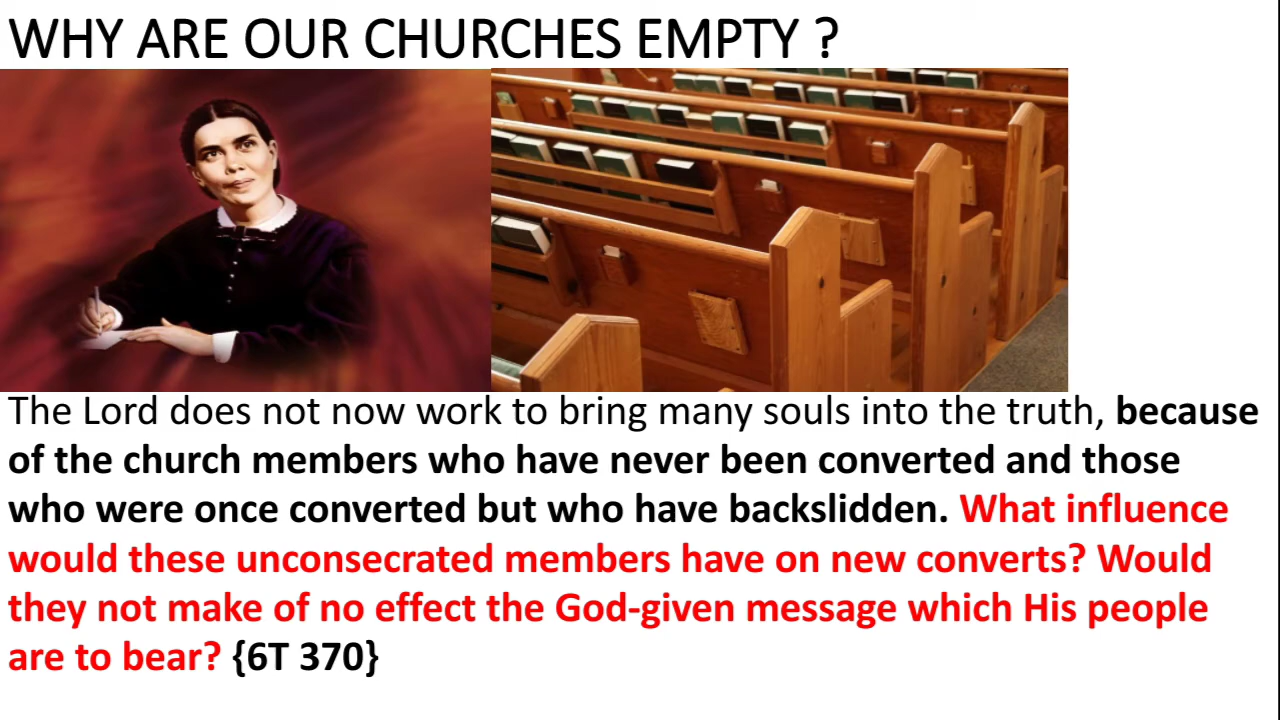 WHY ARE OUR CHURCHES EMPTY ?
The Lord does not now work to bring many souls into the truth, because
of the church members who have never been converted and those
who were once converted but who have backslidden. What influence
would these unconsecrated members have on new converts? Would
they not make of no effect the God-given message which His people
are to bear? {6T 370}